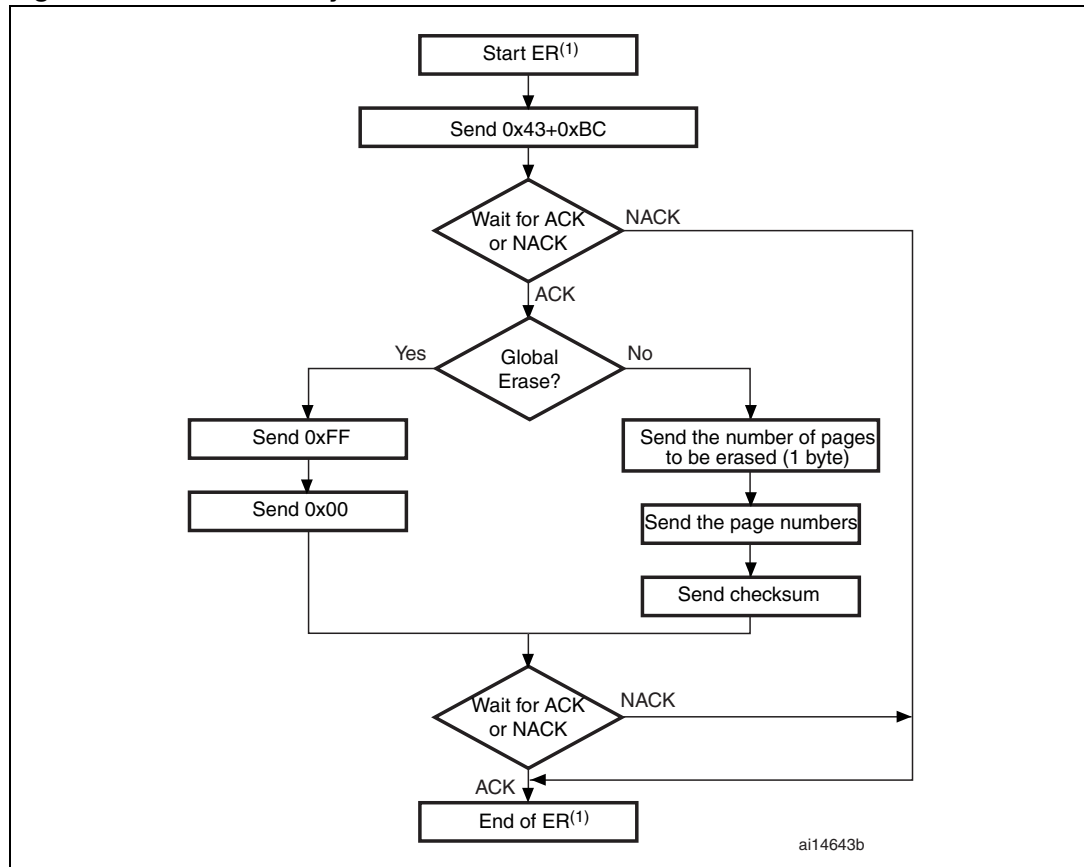 Start ER(1)
Send 0x43+0xBC
Wait for ACK
or NACK
NACK
ACK
Yes
Global
Erase?
No
Send 0xFF
Send 0x00
Send the number of pages
to be erased (1 byte)
Send the page numbers
Send checksum
Wait for ACK
or NACK
NACK
ACK
End of ER(1)
ai14643b